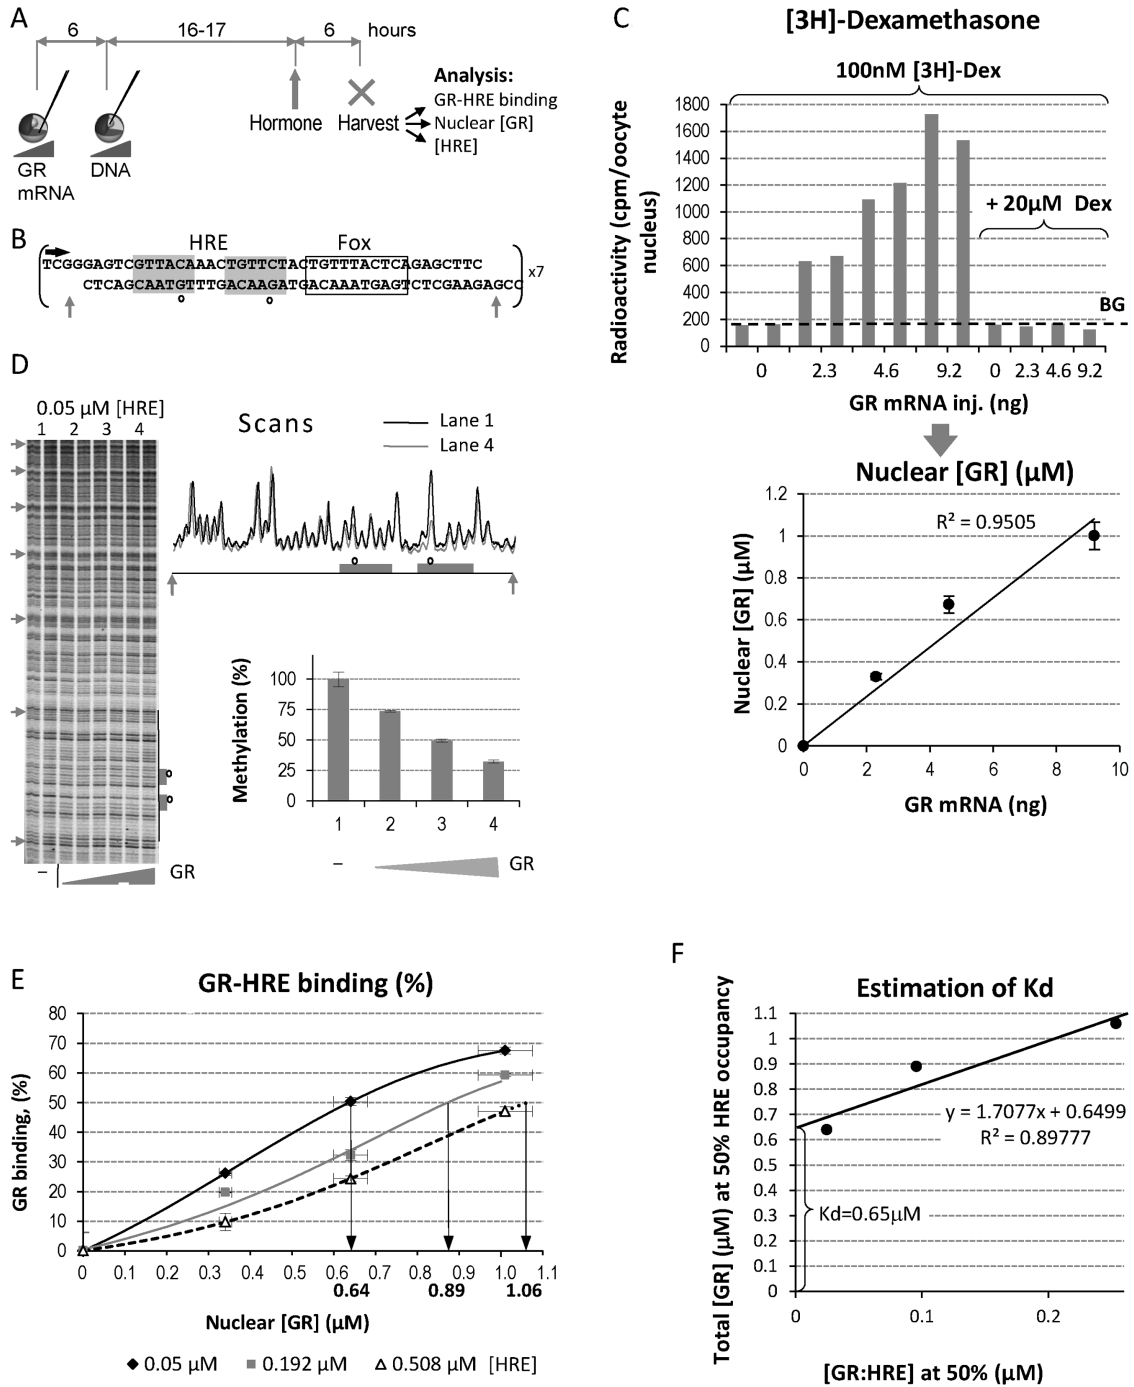 A
6
16-17
6
hours
GR
mRNA
DNA
Hormone
Harvest
Analysis:
GR-HRE binding
Nuclear [GR]
[HRE]
B
HRE
Fox
TCGGGAGTCGTTACAAACTGTTCTACTGTTTACTCAGAGCTTC
CTCAGCAATGTTTGACAAGATGACAAATGAGTCTCGAAGAGCC
x7
C
[3H]-Dexamethasone
100nM [3H]-Dex
Radioactivity (cpm/oocyte nucleus)
1800
1600
1400
1200
1000
800
600
400
200
0
+ 20µM Dex
BG
0 2.3 4.6 9.2 0 2.3 4.6 9.2
GR mRNA inj. (ng)
Nuclear [GR] (µM)
R² = 0.9505
Nuclear [GR] (µM)
1.2
1
0.8
0.6
0.4
0.2
0
0 2 4 6 8 10
GR mRNA (ng)
D
0.05 µM [HRE]
1 2 3 4
– GR
Scans
Lane 1
Lane 4
Methylation (%)
100
75
50
25
0
1 2 3 4
– GR
E
GR-HRE binding (%)
GR binding, (%)
80
70
60
50
40
30
20
10
0
0 0.1 0.2 0.3 0.4 0.5 0.6 0.7 0.8 0.9 1.0 1.1
0.64 0.89 1.06
Nuclear [GR] (µM)
0.05 µM 0.192 µM 0.508 µM [HRE]
F
Estimation of Kd
Total [GR] (µM) at 50% HRE occupancy
1.1
1
0.9
0.8
0.7
0.6
0.5
0.4
0.3
0.2
0.1
0
y = 1.7077x + 0.6499
R² = 0.89777
Kd=0.65µM
0 0.1 0.2
[GR:HRE] at 50% (µM)